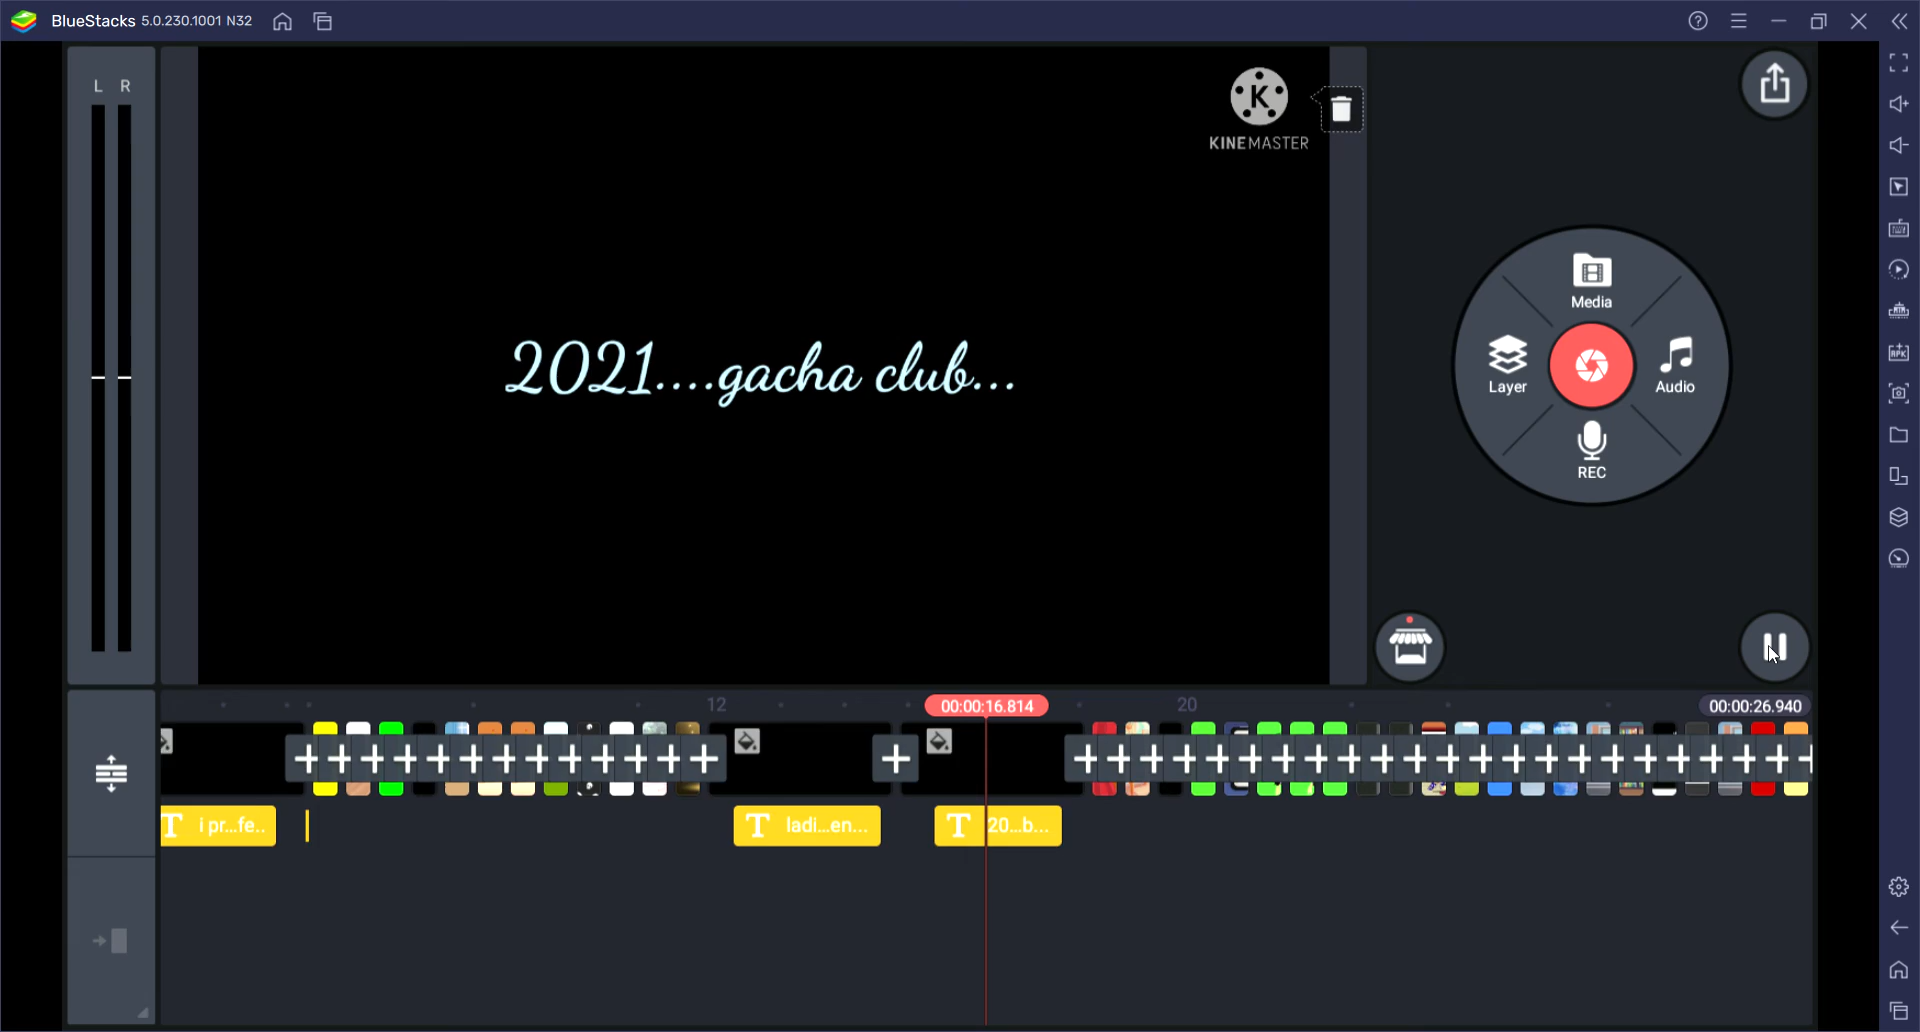 BlueStacks 5.0.230.1001 N32
L R
K
KINEMASTER
2021....gacha club...
Media
Layer
Audio
REC
12
00:00:16.814
20
00:00:26.940
T i pr...fe..
T ladi...en...
T 20...b...